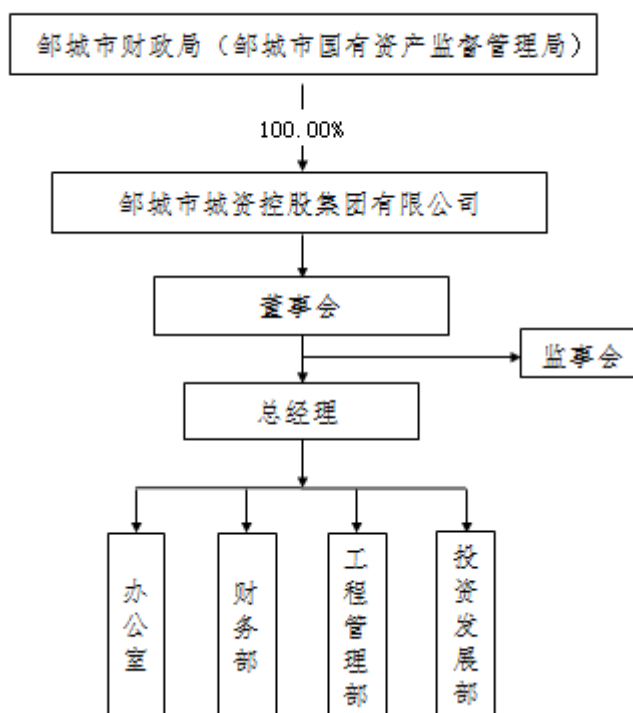 邹城市财政局（邹城市国有资产监督管理局）
100.00%
邹城市城资控股集团有限公司
董事会
监事会
总经理
办公室
财务部
工程管理部
投资发展部